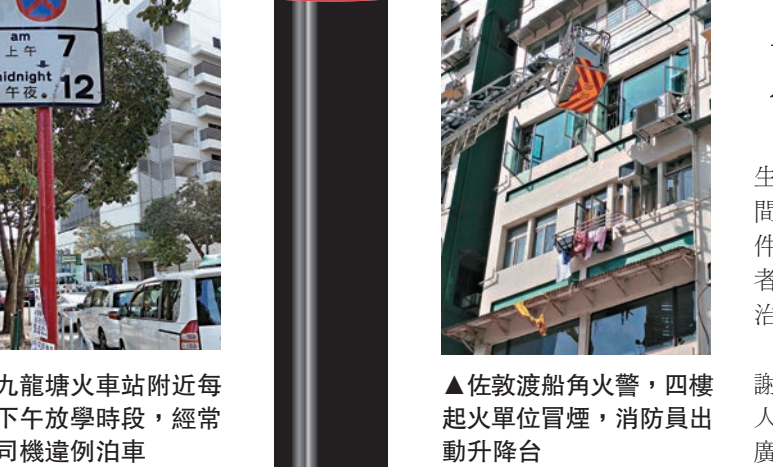 am
上午 7
midnight
午夜 12
九龍塘火車站附近每
下午放學時段，經常
司機違例泊車
▲佐敦渡船角火警，四樓
起火單位冒煙，消防員出
動升降台
生
間
件
者
治
謝
人
廣